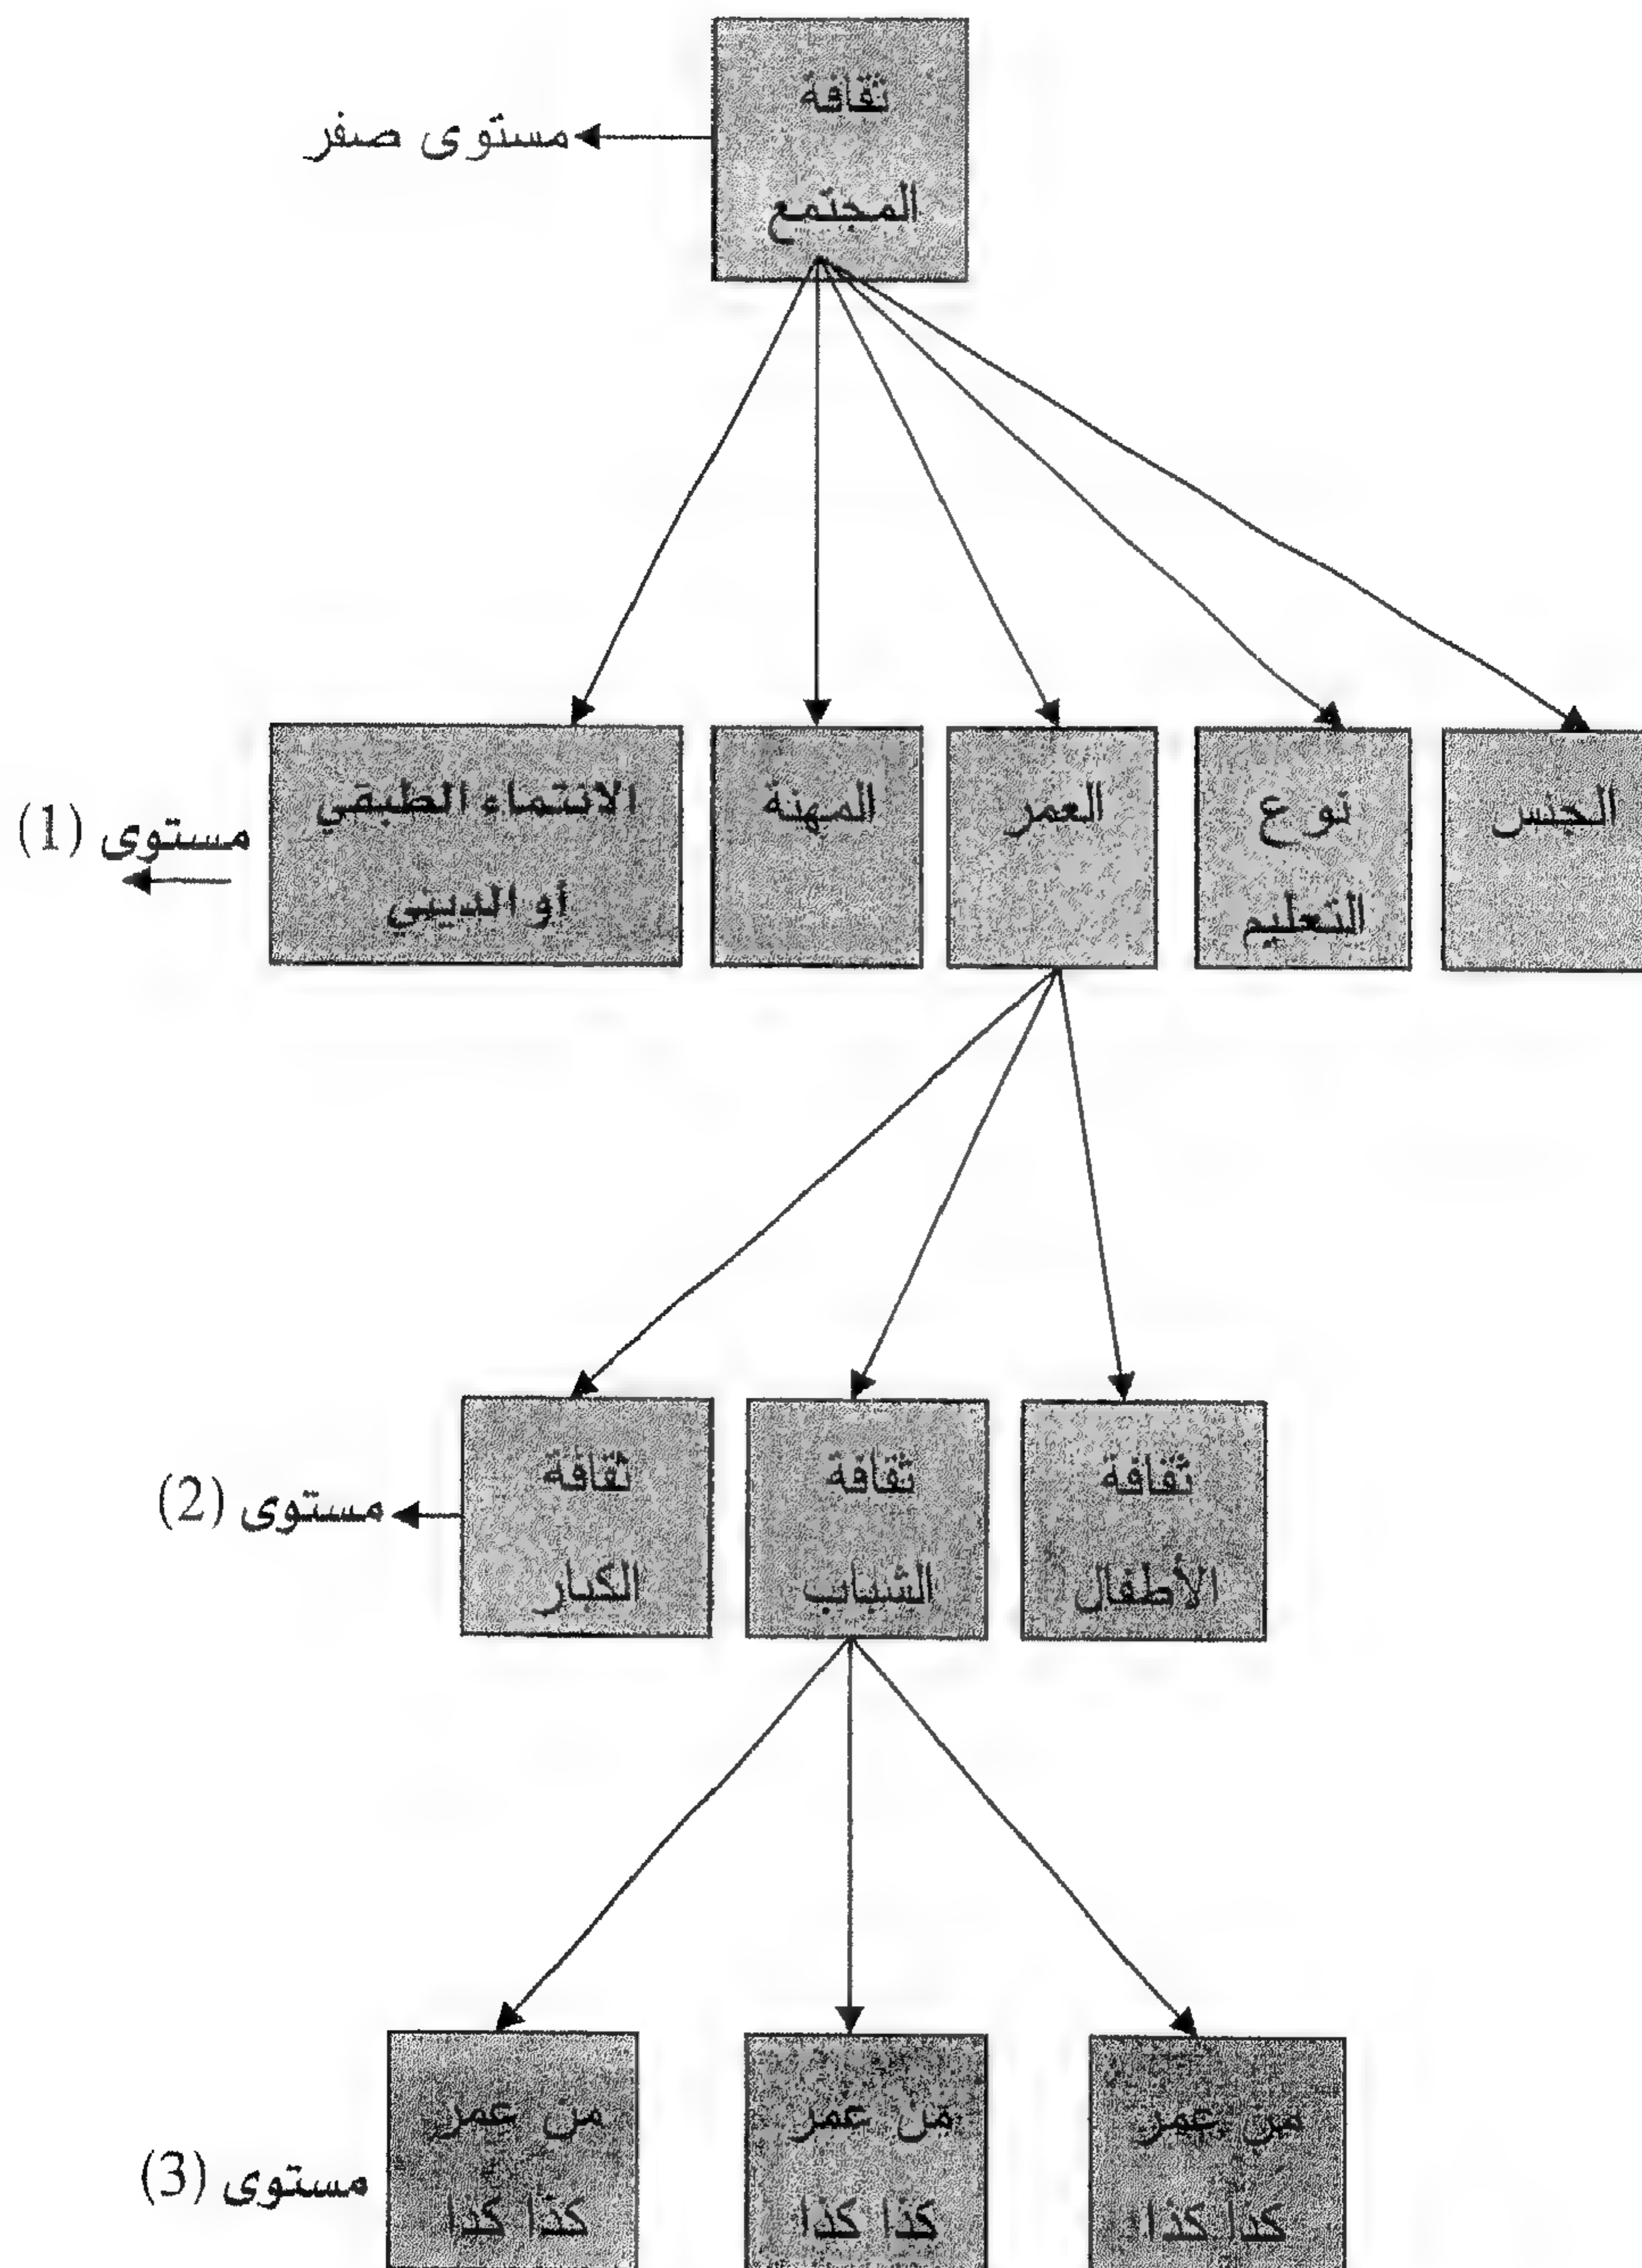 ثقافة
المجتمع
مستوى صفر
الجنس
نوع
التعليم
العمر
المهنة
الانتماء الطبقي
أو الديني
مستوى (1)
ثقافة
الأطفال
ثقافة
الشباب
ثقافة
الكبار
مستوى (2)
من عمر
كذا كذا
من عمر
كذا كذا
من عمر
كذا كذا
مستوى (3)